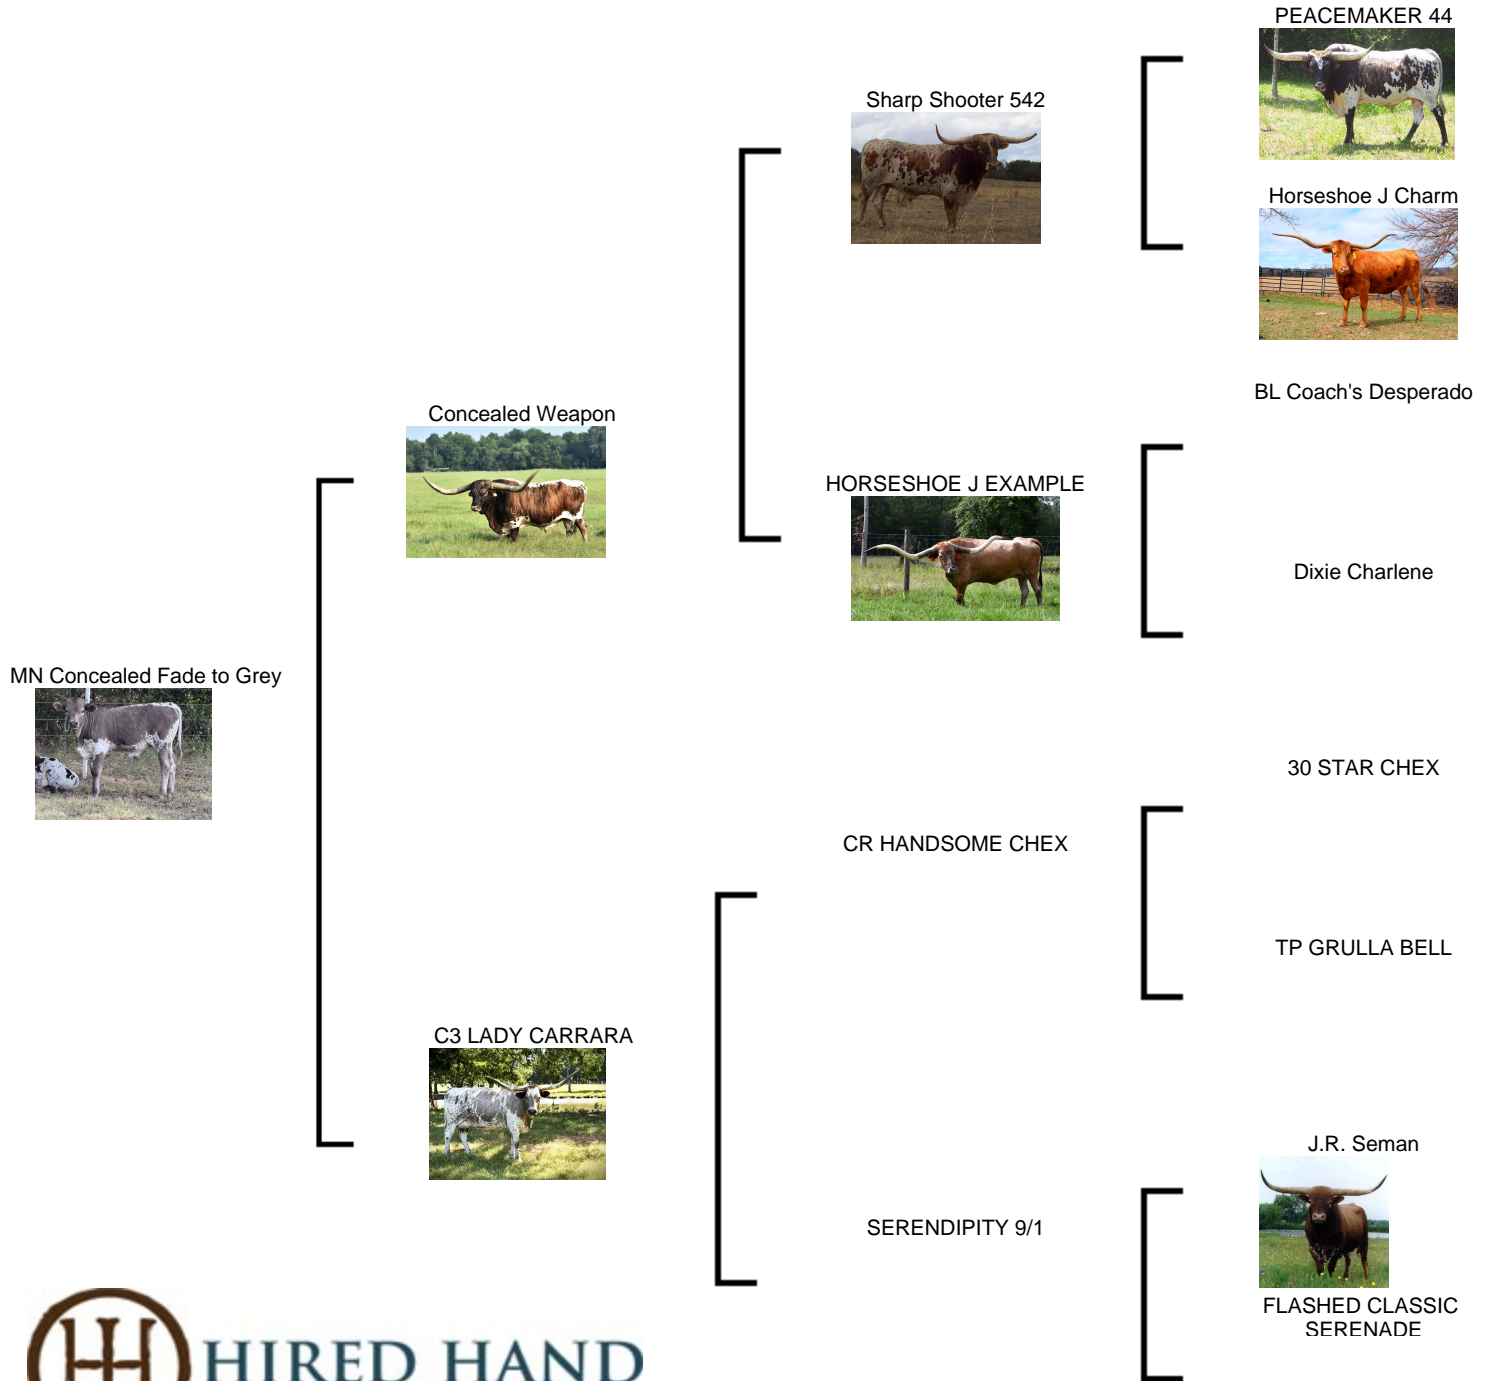 PEACEMAKER 44
Sharp Shooter 542
Horseshoe J Charm
BL Coach's Desperado
Concealed Weapon
HORSESHOE J EXAMPLE
Dixie Charlene
MN Concealed Fade to Grey
30 STAR CHEX
CR HANDSOME CHEX
TP GRULLA BELL
C3 LADY CARRARA
J.R. Seman
SERENDIPITY 9/1
FLASHED CLASSIC
SERENADE
HIRED HAND